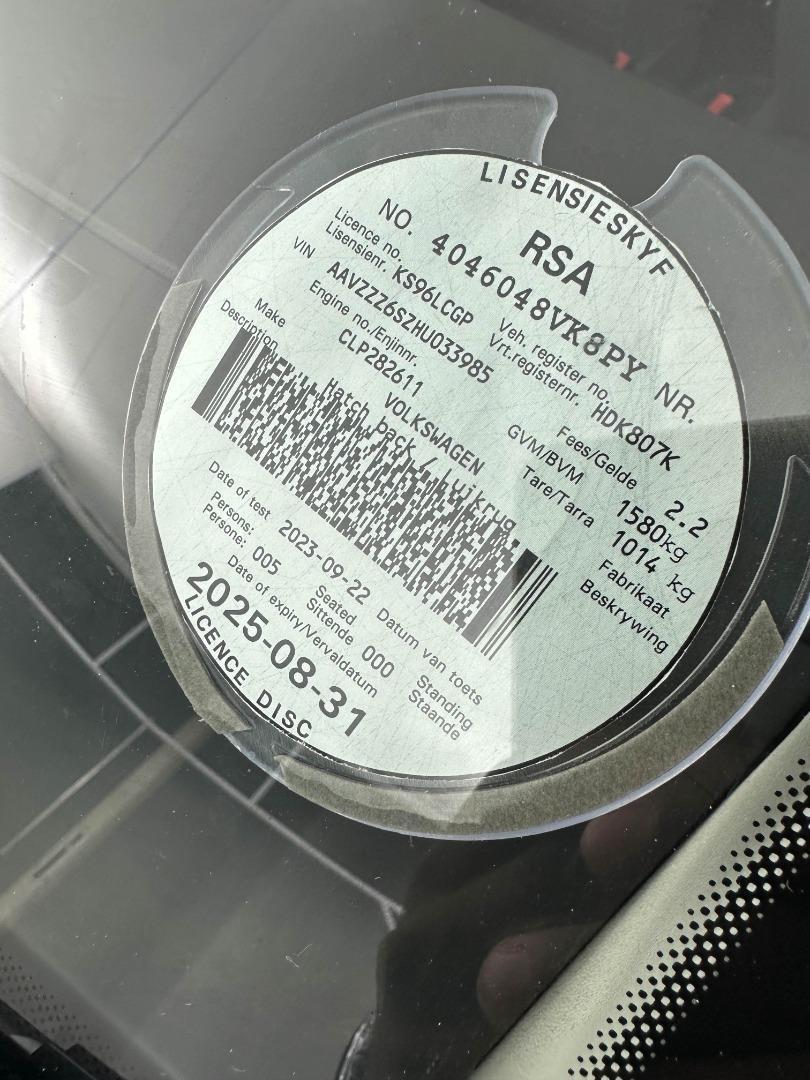 LISENSIESKYF
RSA
NO. 4046048VK8PY NR.
Licence no. Veh. register no.
Lisensienr. KS96LCGP Vrt.registernr. HDK807K
VIN AAVZZZ6SZHU033985 Fees/Gelde 2.2
Engine no./Enjinnr. GVM/BVM 1580kg
CLP282611 Tare/Tarra 1014 kg
Make VOLKSWAGEN Fabrikaat
Description Hatch back / Luikrug Beskrywing
Date of test 2023-09-22 Datum van toets
Persons: Seated Standing
Persone: 005 Sittende 000 Staande
Date of expiry/Vervaldatum
2025-08-31
LICENCE DISC